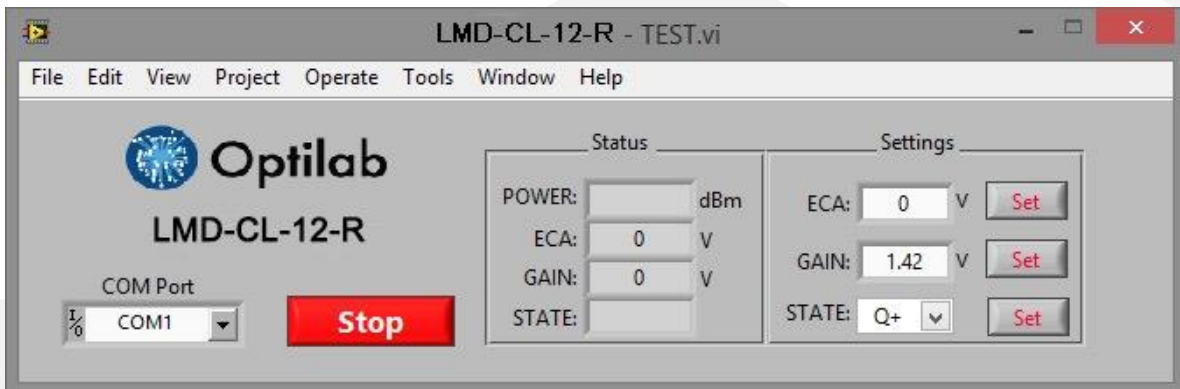 LMD-CL-12-R - TEST.vi
File Edit View Project Operate Tools Window Help
Optilab
LMD-CL-12-R
COM Port
I/O COM1
Stop
Status
POWER: dBm
ECA: 0 V
GAIN: 0 V
STATE:
Settings
ECA: 0 V Set
GAIN: 1.42 V Set
STATE: Q+ Set